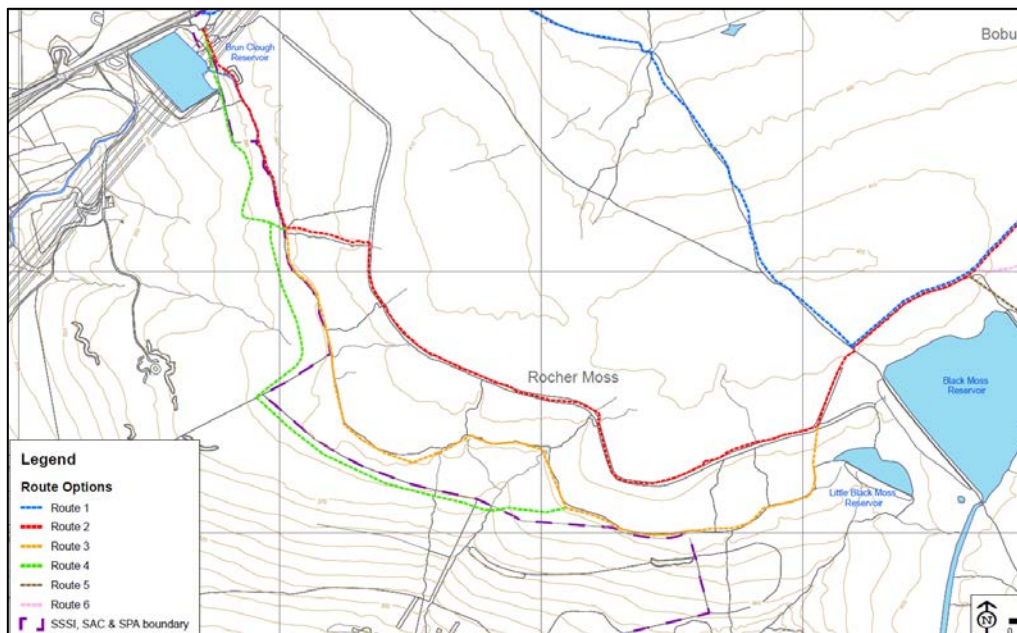 Brun Clough
Reservoir
Bobu
Rocher Moss
Black Moss
Reservoir
Little Black Moss
Reservoir
Legend
Route Options
Route 1
Route 2
Route 3
Route 4
Route 5
Route 6
SSSI, SAC & SPA boundary
N
0